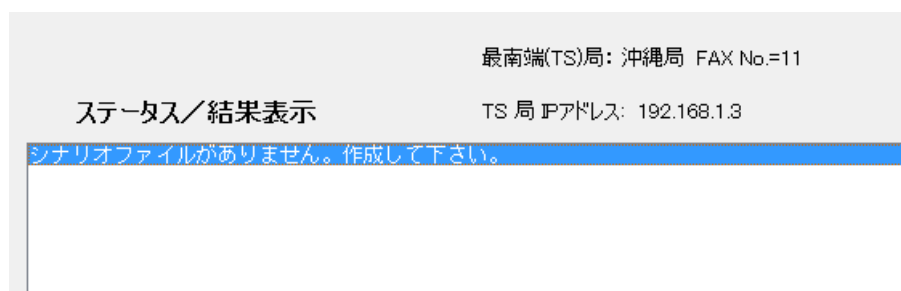 最南端(TS)局: 沖縄局 FAX No.=11
ステータス/結果表示
TS 局 IPアドレス: 192.168.1.3
シナリオファイルがありません。作成して下さい。